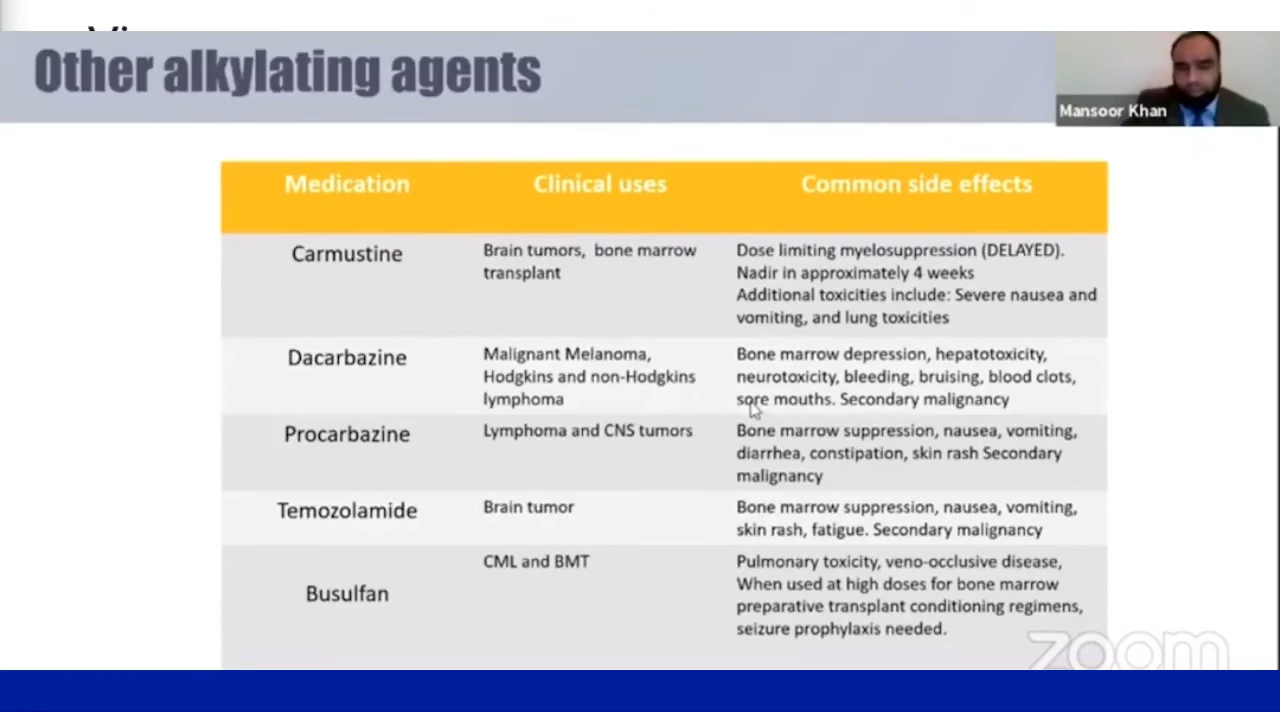 Other alkylating agents
Mansoor Khan
Medication Clinical uses Common side effects
Carmustine
Brain tumors, bone marrow
transplant
Dose limiting myelosuppression (DELAYED).
Nadir in approximately 4 weeks
Additional toxicities include: Severe nausea and
vomiting, and lung toxicities
Dacarbazine
Malignant Melanoma,
Hodgkins and non-Hodgkins
lymphoma
Bone marrow depression, hepatotoxicity,
neurotoxicity, bleeding, bruising, blood clots,
sore mouths. Secondary malignancy
Procarbazine
Lymphoma and CNS tumors
Bone marrow suppression, nausea, vomiting,
diarrhea, constipation, skin rash Secondary
malignancy
Temozolamide
Brain tumor
Bone marrow suppression, nausea, vomiting,
skin rash, fatigue. Secondary malignancy
Busulfan
CML and BMT
Pulmonary toxicity, veno-occlusive disease,
When used at high doses for bone marrow
preparative transplant conditioning regimens,
seizure prophylaxis needed.
zoom